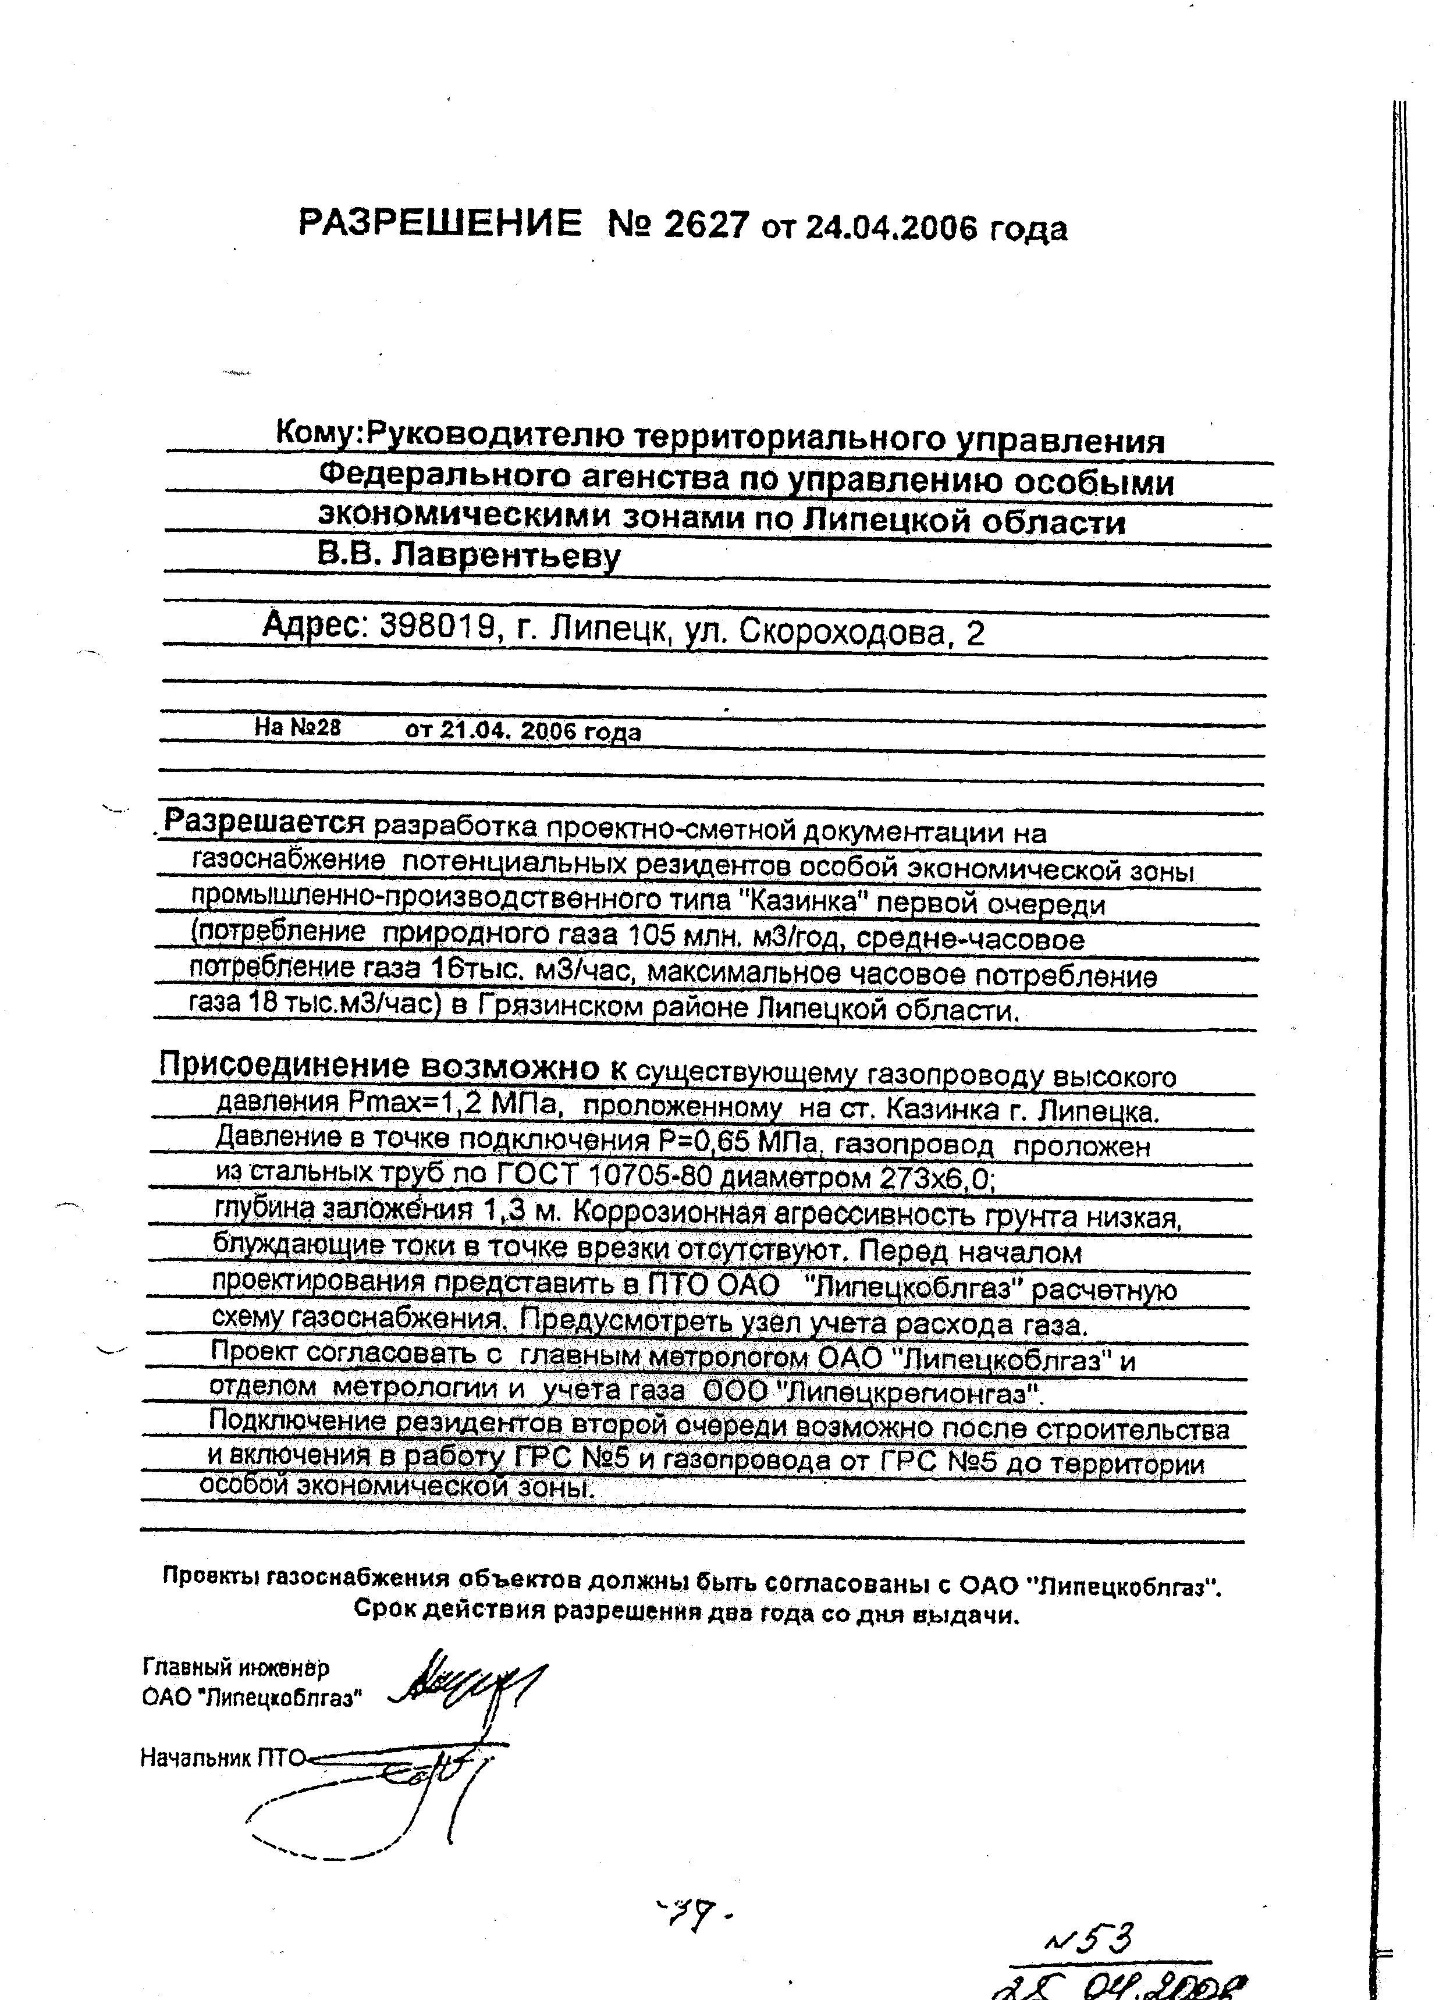 РАЗРЕШЕНИЕ № 2627 от 24.04.2006 года
Кому:Руководителю территориального управления
Федерального агенства по управлению особыми
экономическими зонами по Липецкой области
В.В. Лаврентьеву
Адрес: 398019, г. Липецк, ул. Скороходова, 2
На №28 от 21.04. 2006 года
Разрешается разработка проектно-сметной документации на
газоснабжение потенциальных резидентов особой экономической зоны
промышленно-производственного типа "Казинка" первой очереди
(потребление природного газа 105 млн. м3/год, средне-часовое
потребление газа 16тыс. м3/час, максимальное часовое потребление
газа 18 тыс.м3/час) в Грязинском районе Липецкой области.
Присоединение возможно к существующему газопроводу высокого
давления Pmax=1,2 МПа, проложенному на ст. Казинка г. Липецка.
Давление в точке подключения P=0,65 МПа, газопровод проложен
из стальных труб по ГОСТ 10705-80 диаметром 273х6,0;
глубина заложения 1,3 м. Коррозионная агрессивность грунта низкая,
блуждающие токи в точке врезки отсутствуют. Перед началом
проектирования представить в ПТО ОАО "Липецкоблгаз" расчетную
схему газоснабжения. Предусмотреть узел учета расхода газа.
Проект согласовать с главным метрологом ОАО "Липецкоблгаз" и
отделом метрологии и учета газа ООО "Липецкрегионгаз".
Подключение резидентов второй очереди возможно после строительства
и включения в работу ГРС №5 и газопровода от ГРС №5 до территории
особой экономической зоны.
Проекты газоснабжения объектов должны быть согласованы с ОАО "Липецкоблгаз".
Срок действия разрешения два года со дня выдачи.
Главный инженер
ОАО "Липецкоблгаз"
Начальник ПТО
-37-
N53
25 04.2006